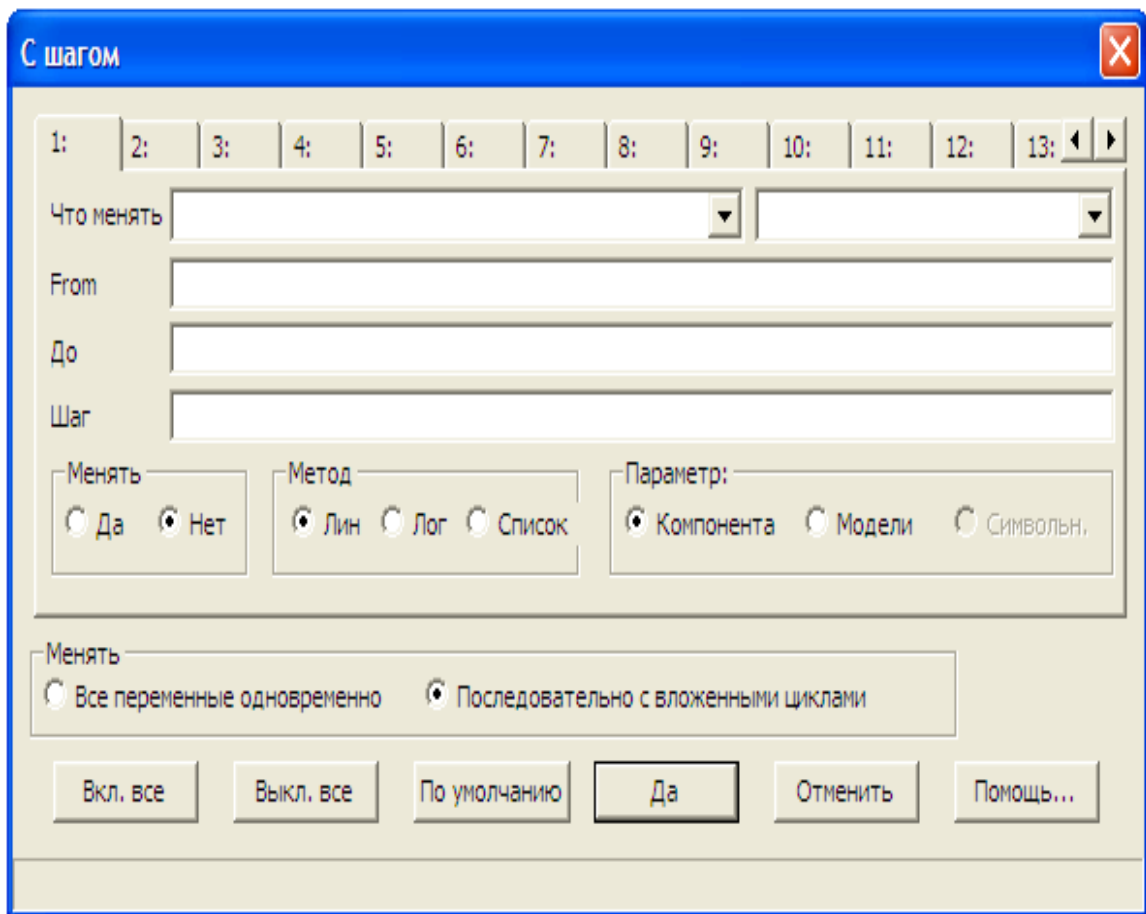 С шагом
1: 2: 3: 4: 5: 6: 7: 8: 9: 10: 11: 12: 13:
Что менять
From
До
Шаг
Менять Метод Параметр:
Да Нет Лин Лог Список Компонента Модели Символьн.
Менять
Все переменные одновременно Последовательно с вложенными циклами
Вкл. все Выкл. все По умолчанию Да Отменить Помощь...